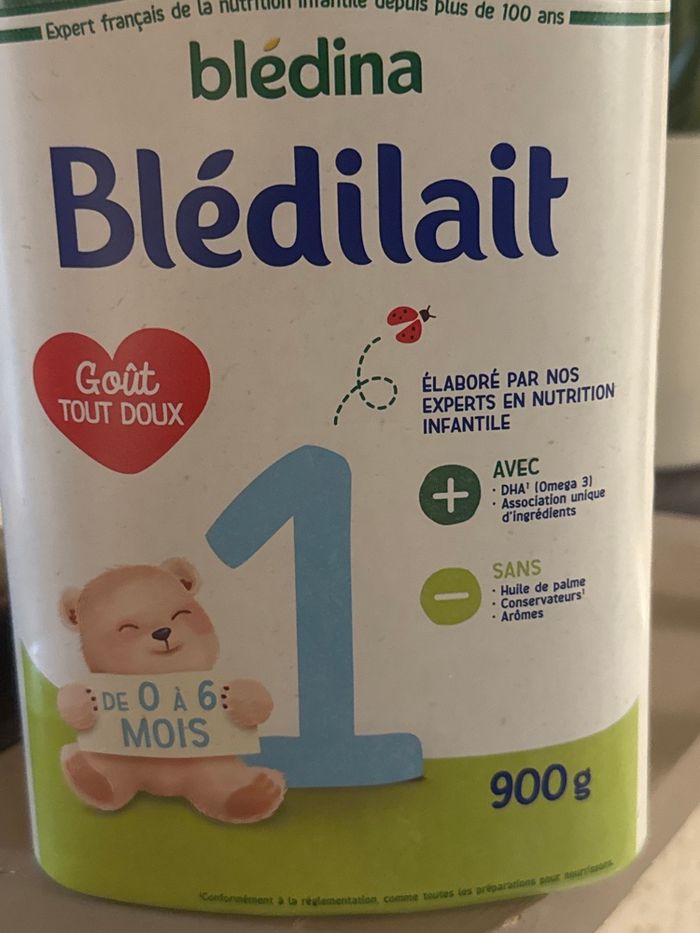 Expert français de la nutrition infantile depuis plus de 100 ans
blédina
Blédilait
Goût
TOUT DOUX
ÉLABORÉ PAR NOS
EXPERTS EN NUTRITION
INFANTILE
+ AVEC
· DHA¹ (Omega 3)
· Association unique
d'ingrédients
- SANS
· Huile de palme
· Conservateurs¹
· Arômes
1
DE 0 À 6
MOIS
900g
¹Conformément à la réglementation, comme toutes les préparations pour nourrissons.